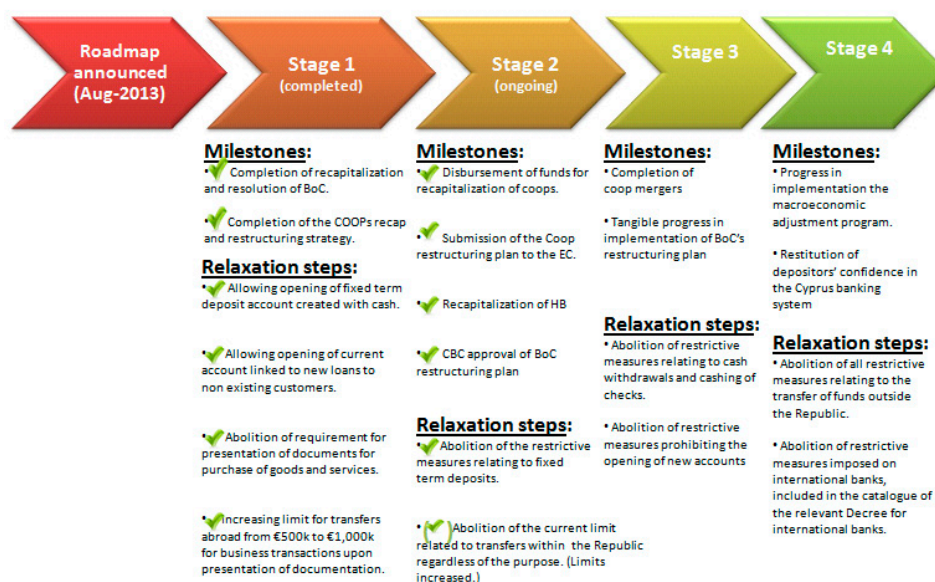 Roadmap
announced
(Aug-2013)
Stage 1
(completed)
Stage 2
(ongoing)
Stage 3
Stage 4
Milestones:
• Completion of recapitalization
and resolution of BoC.
• Completion of the COOPs recap
and restructuring strategy.
Relaxation steps:
• Allowing opening of fixed term
deposit account created with cash.
• Allowing opening of current
account linked to new loans to
non existing customers.
• Abolition of requirement for
presentation of documents for
purchase of goods and services.
• Increasing limit for transfers
abroad from €500k to €1,000k
for business transactions upon
presentation of documentation.
Milestones:
• Disbursement of funds for
recapitalization of coops.
• Submission of the Coop
restructuring plan to the EC.
• Recapitalization of HB
• CBC approval of BoC
restructuring plan
Relaxation steps:
• Abolition of the restrictive
measures relating to fixed
term deposits.
• (✓) Abolition of the current limit
related to transfers within the Republic
regardless of the purpose. (Limits
increased.)
Milestones:
• Completion of
coop mergers
• Tangible progress in
implementation of BoC's
restructuring plan
Relaxation steps:
• Abolition of restrictive
measures relating to cash
withdrawals and cashing of
checks.
• Abolition of restrictive
measures prohibiting the
opening of new accounts
Milestones:
• Progress in
implementation the
macroeconomic
adjustment program.
• Restitution of
depositors' confidence in
the Cyprus banking
system
Relaxation steps:
• Abolition of all restrictive
measures relating to the
transfer of funds outside
the Republic.
• Abolition of restrictive
measures imposed on
international banks,
included in the catalogue of
the relevant Decree for
international banks.